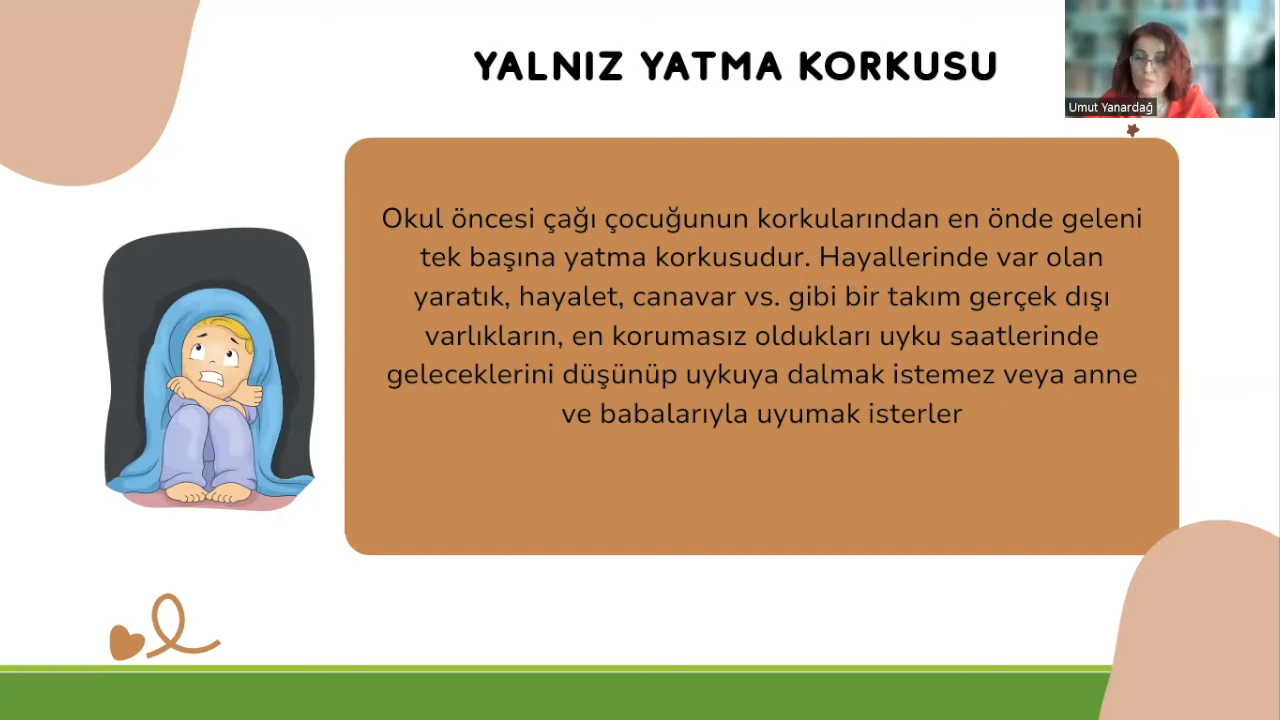 YALNIZ YATMA KORKUSU
Umut Yanardağ
Okul öncesi çağı çocuğunun korkularından en önde geleni
tek başına yatma korkusudur. Hayallerinde var olan
yaratık, hayalet, canavar vs. gibi bir takım gerçek dışı
varlıkların, en korumasız oldukları uyku saatlerinde
geleceklerini düşünüp uykuya dalmak istemez veya anne
ve babalarıyla uyumak isterler